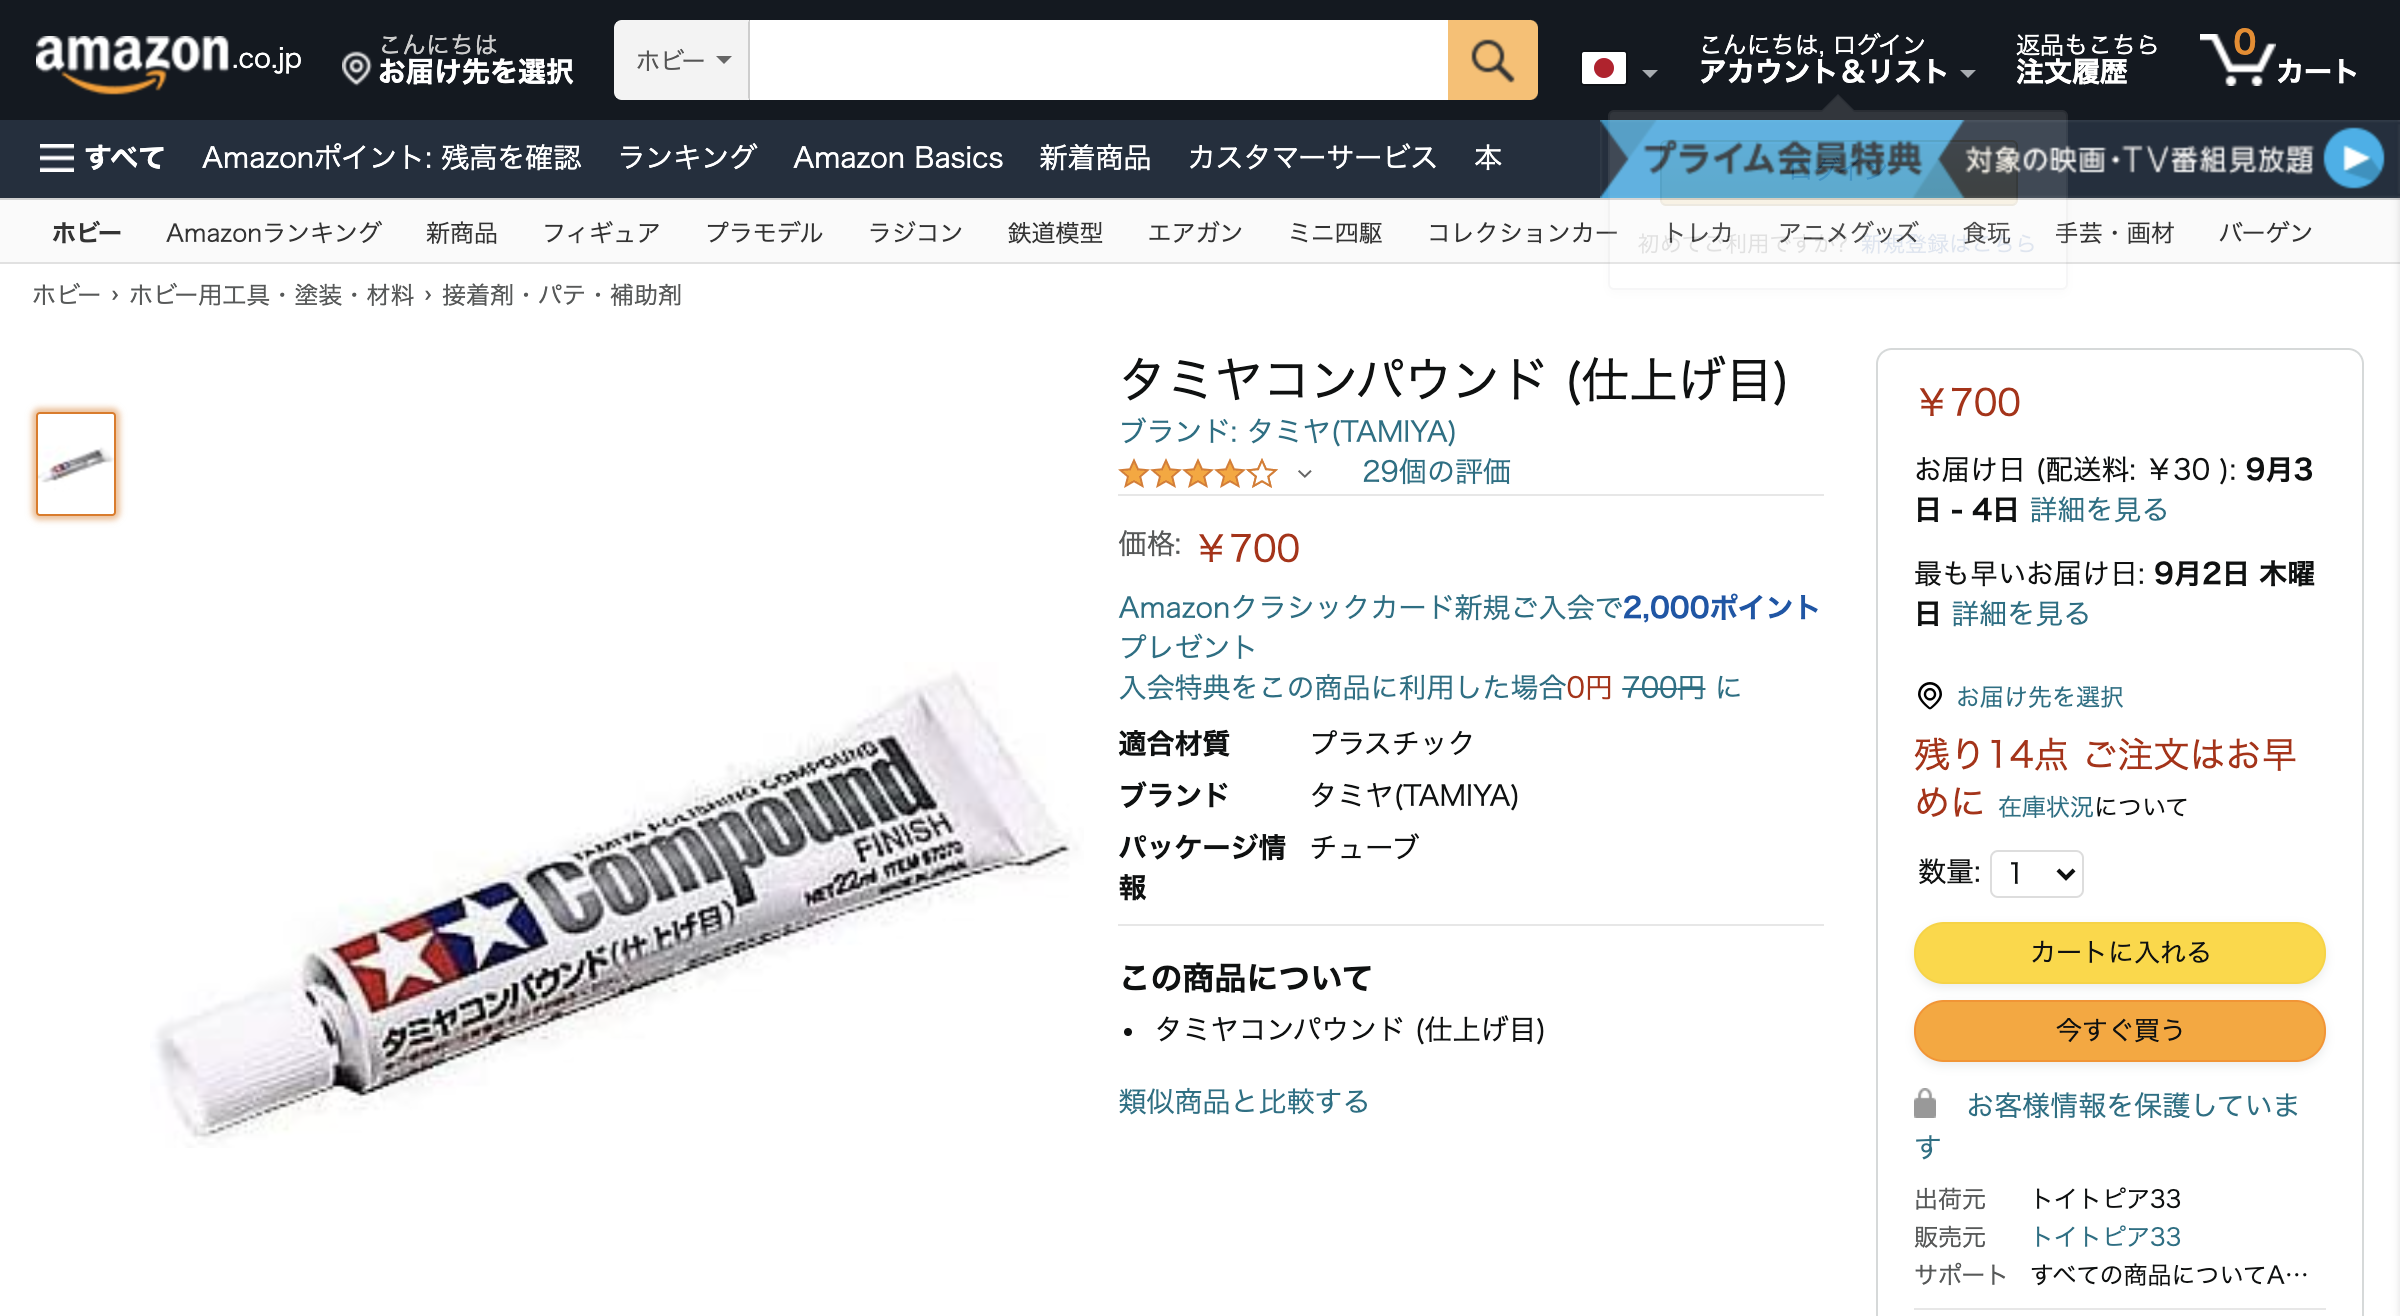 amazon.co.jp
こんにちは
お届け先を選択
ホビー
こんにちは, ログイン
アカウント&リスト
返品もこちら
注文履歴
0
カート
すべて
Amazonポイント: 残高を確認
ランキング
Amazon Basics
新着商品
カスタマーサービス
本
プライム会員特典
対象の映画・TV番組見放題
ログイン
ホビー
Amazonランキング
新商品
フィギュア
プラモデル
ラジコン
鉄道模型
エアガン
ミニ四駆
コレクションカー
トレカ
アニメグッズ
食玩
手芸・画材
バーゲン
初めてご利用ですか? 新規登録はこちら
ホビー › ホビー用工具・塗装・材料 › 接着剤・パテ・補助剤
タミヤコンパウンド (仕上げ目)
ブランド: タミヤ(TAMIYA)
29個の評価
価格: ￥700
Amazonクラシックカード新規ご入会で2,000ポイント
プレゼント
入会特典をこの商品に利用した場合0円 700円 に
適合材質 プラスチック
ブランド タミヤ(TAMIYA)
パッケージ情
報
チューブ
この商品について
• タミヤコンパウンド (仕上げ目)
類似商品と比較する
TAMIYA POLISHING COMPOUND
Compound
FINISH
NET 22ml ITEM 87070
MADE IN JAPAN
タミヤコンパウンド(仕上げ目)
￥700
お届け日 (配送料: ￥30 ): 9月3
日 - 4日 詳細を見る
最も早いお届け日: 9月2日 木曜
日 詳細を見る
お届け先を選択
残り14点 ご注文はお早
めに 在庫状況について
数量: 1
カートに入れる
今すぐ買う
お客様情報を保護していま
す
出荷元 トイトピア33
販売元 トイトピア33
サポート すべての商品についてA…